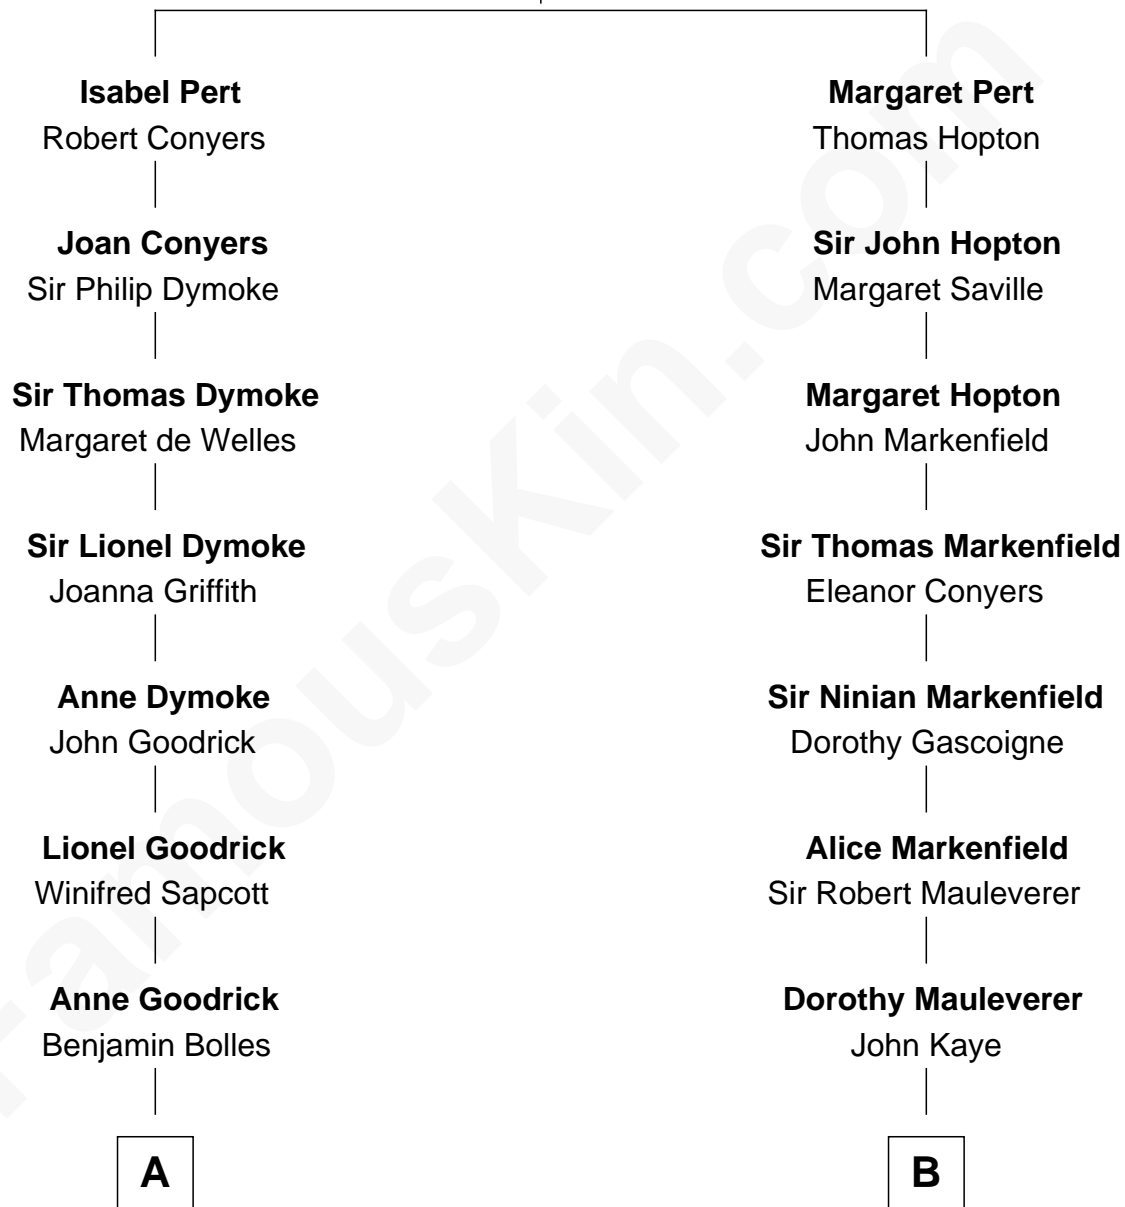 Isabel Pert
Robert Conyers
Joan Conyers
Sir Philip Dymoke
Sir Thomas Dymoke
Margaret de Welles
Sir Lionel Dymoke
Joanna Griffith
Anne Dymoke
John Goodrick
Lionel Goodrick
Winifred Sapcott
Anne Goodrick
Benjamin Bolles
A
Margaret Pert
Thomas Hopton
Sir John Hopton
Margaret Saville
Margaret Hopton
John Markenfield
Sir Thomas Markenfield
Eleanor Conyers
Sir Ninian Markenfield
Dorothy Gascoigne
Alice Markenfield
Sir Robert Mauleverer
Dorothy Mauleverer
John Kaye
B
FamousKin.com